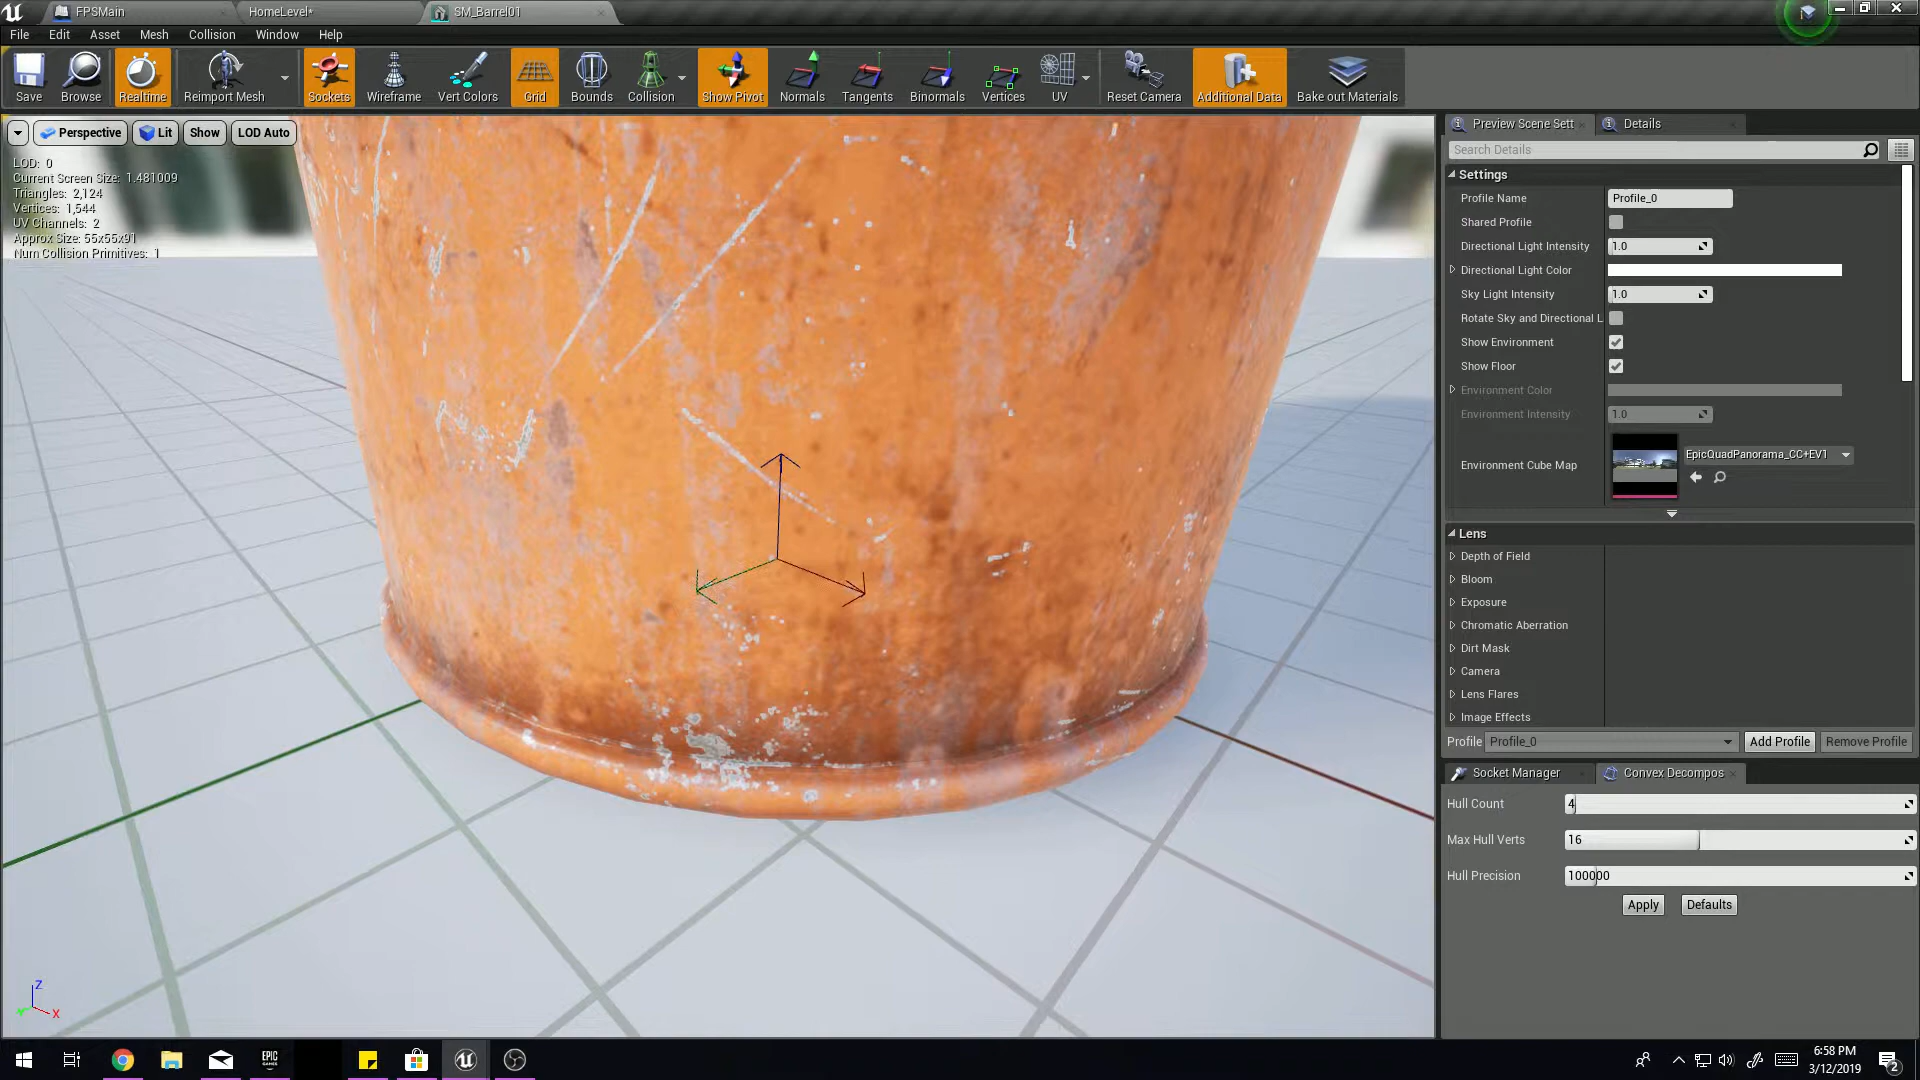 FPSMain
HomeLevel*
SM_Barrel01
File Edit Asset Mesh Collision Window Help
Save Browse Realtime Reimport Mesh Sockets Wireframe Vert Colors Grid Bounds Collision Show Pivot Normals Tangents Binormals Vertices UV Reset Camera Additional Data Bake out Materials
Perspective Lit Show LOD Auto
LOD: 0
Current Screen Size: 1.481009
Triangles: 2,124
Vertices: 1,544
UV Channels: 2
Approx Size: 55x55x91
Num Collision Primitives: 1
Z
X
Preview Scene Sett
Details
Search Details
Settings
Profile Name Profile_0
Shared Profile
Directional Light Intensity 1.0
Directional Light Color
Sky Light Intensity 1.0
Rotate Sky and Directional L
Show Environment
Show Floor
Environment Color
Environment Intensity 1.0
Environment Cube Map EpicQuadPanorama_CC+EV1
Lens
Depth of Field
Bloom
Exposure
Chromatic Aberration
Dirt Mask
Camera
Lens Flares
Image Effects
Profile Profile_0 Add Profile Remove Profile
Socket Manager
Convex Decompos
Hull Count 4
Max Hull Verts 16
Hull Precision 100000
Apply Defaults
EPIC
GAMES
6:58 PM
3/12/2019
2